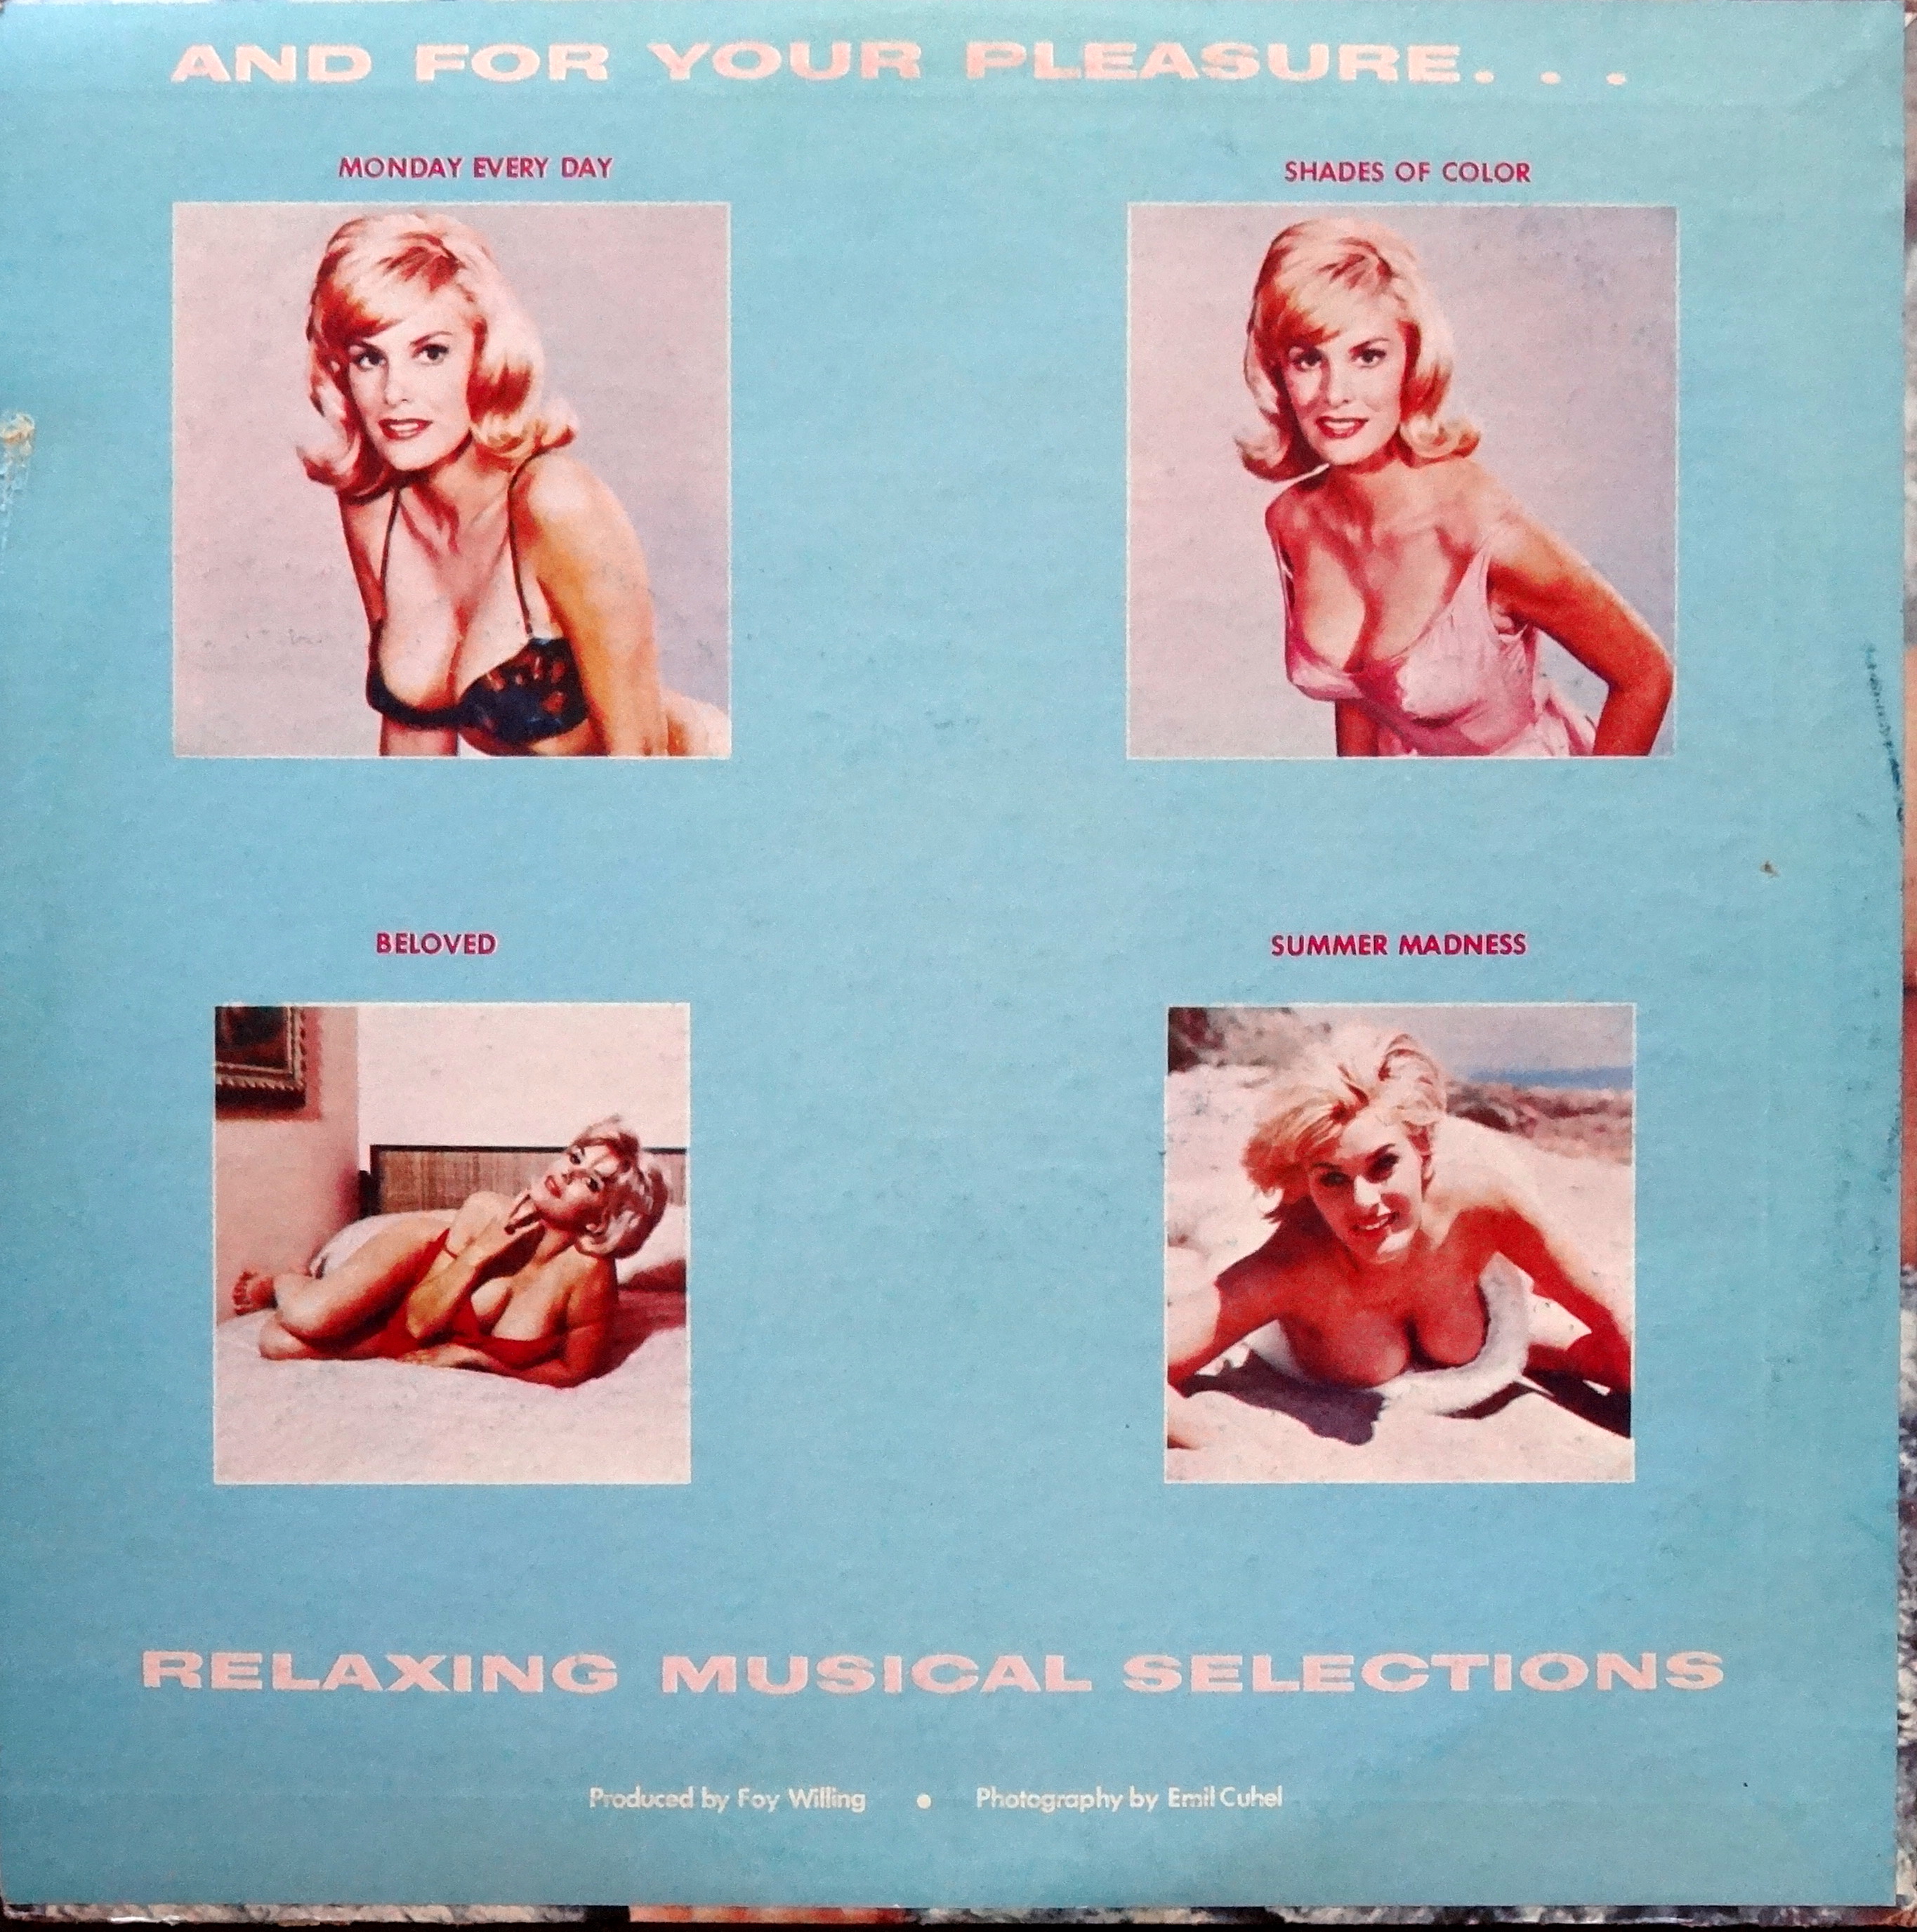 AND FOR YOUR PLEASURE. . .
MONDAY EVERY DAY
SHADES OF COLOR
BELOVED
SUMMER MADNESS
RELAXING MUSICAL SELECTIONS
Produced by Foy Willing • Photography by Emil Cuhel